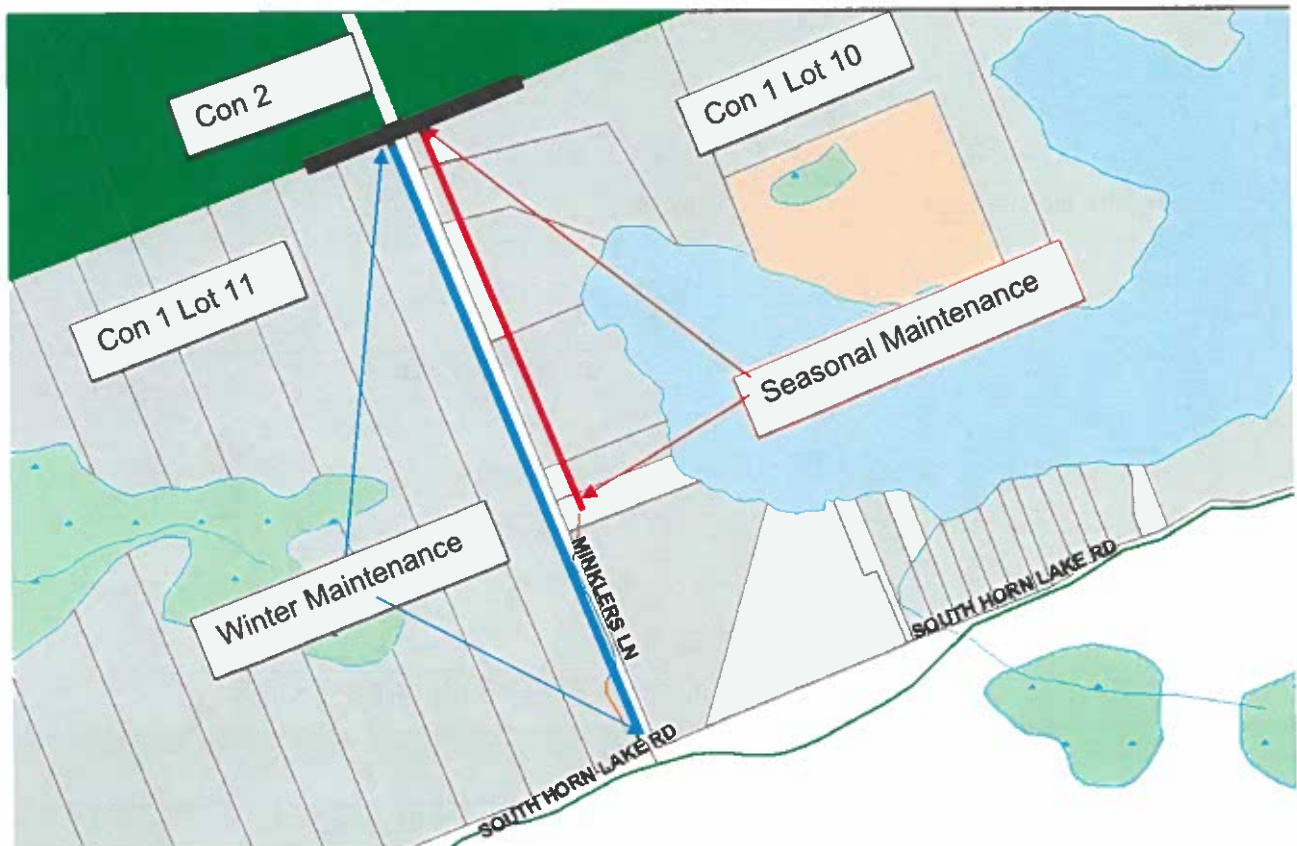 Con 2
Con 1 Lot 10
Con 1 Lot 11
Seasonal Maintenance
Winter Maintenance
MINKLERS LN
SOUTH HORN LAKE RD
SOUTH HORN LAKE RD